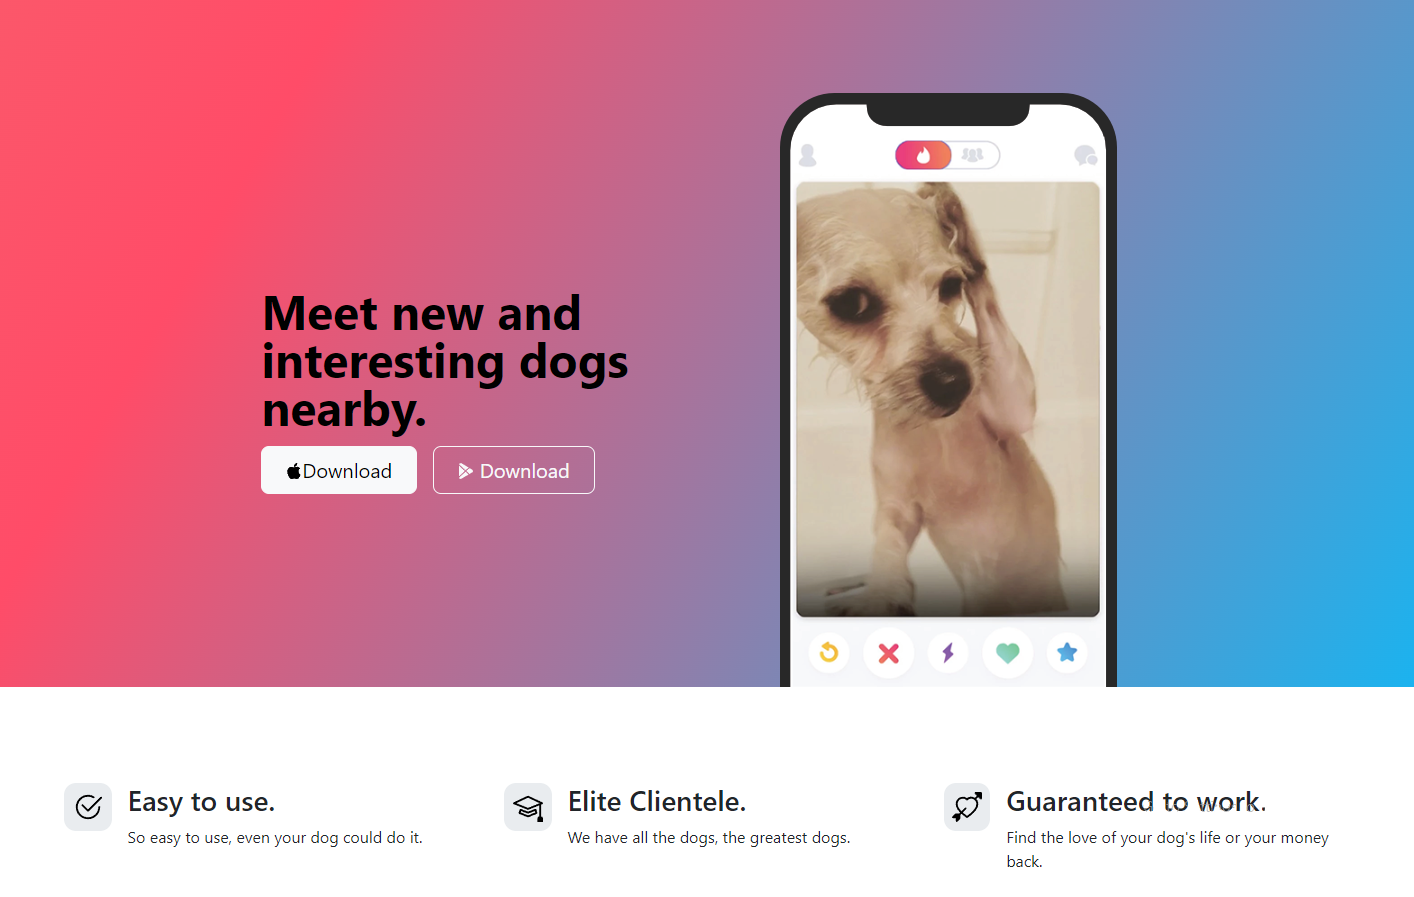 Meet new and
interesting dogs
nearby.
Download
Download
Easy to use.
So easy to use, even your dog could do it.
Elite Clientele.
We have all the dogs, the greatest dogs.
Guaranteed to work.
Find the love of your dog's life or your money
back.